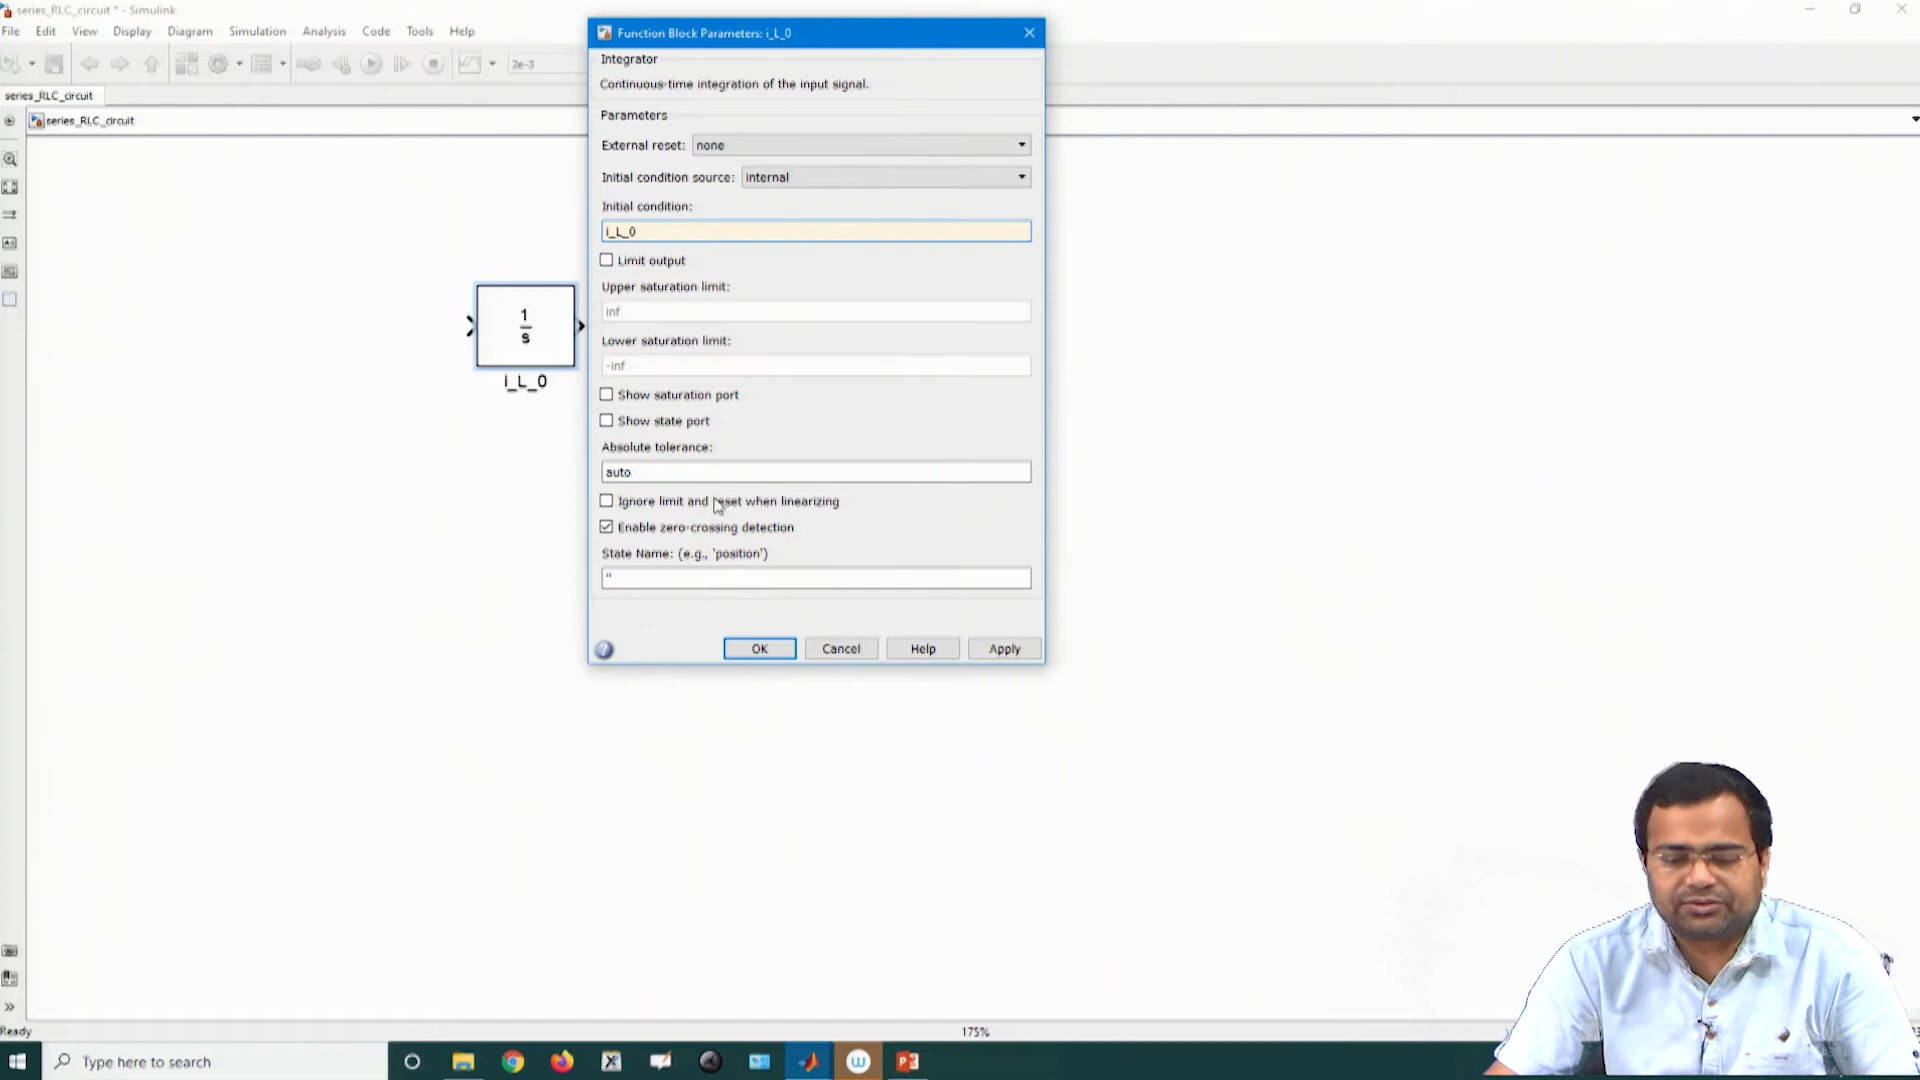 series_RLC_circuit * - Simulink
File Edit View Display Diagram Simulation Analysis Code Tools Help
2e-3
series_RLC_circuit
series_RLC_circuit
1
s
i_L_0
Function Block Parameters: i_L_0
Integrator
Continuous-time integration of the input signal.
Parameters
External reset: none
Initial condition source: internal
Initial condition:
i_L_0
Limit output
Upper saturation limit:
inf
Lower saturation limit:
-inf
Show saturation port
Show state port
Absolute tolerance:
auto
Ignore limit and reset when linearizing
Enable zero-crossing detection
State Name: (e.g., 'position')
''
OK Cancel Help Apply
Ready 175%
Type here to search